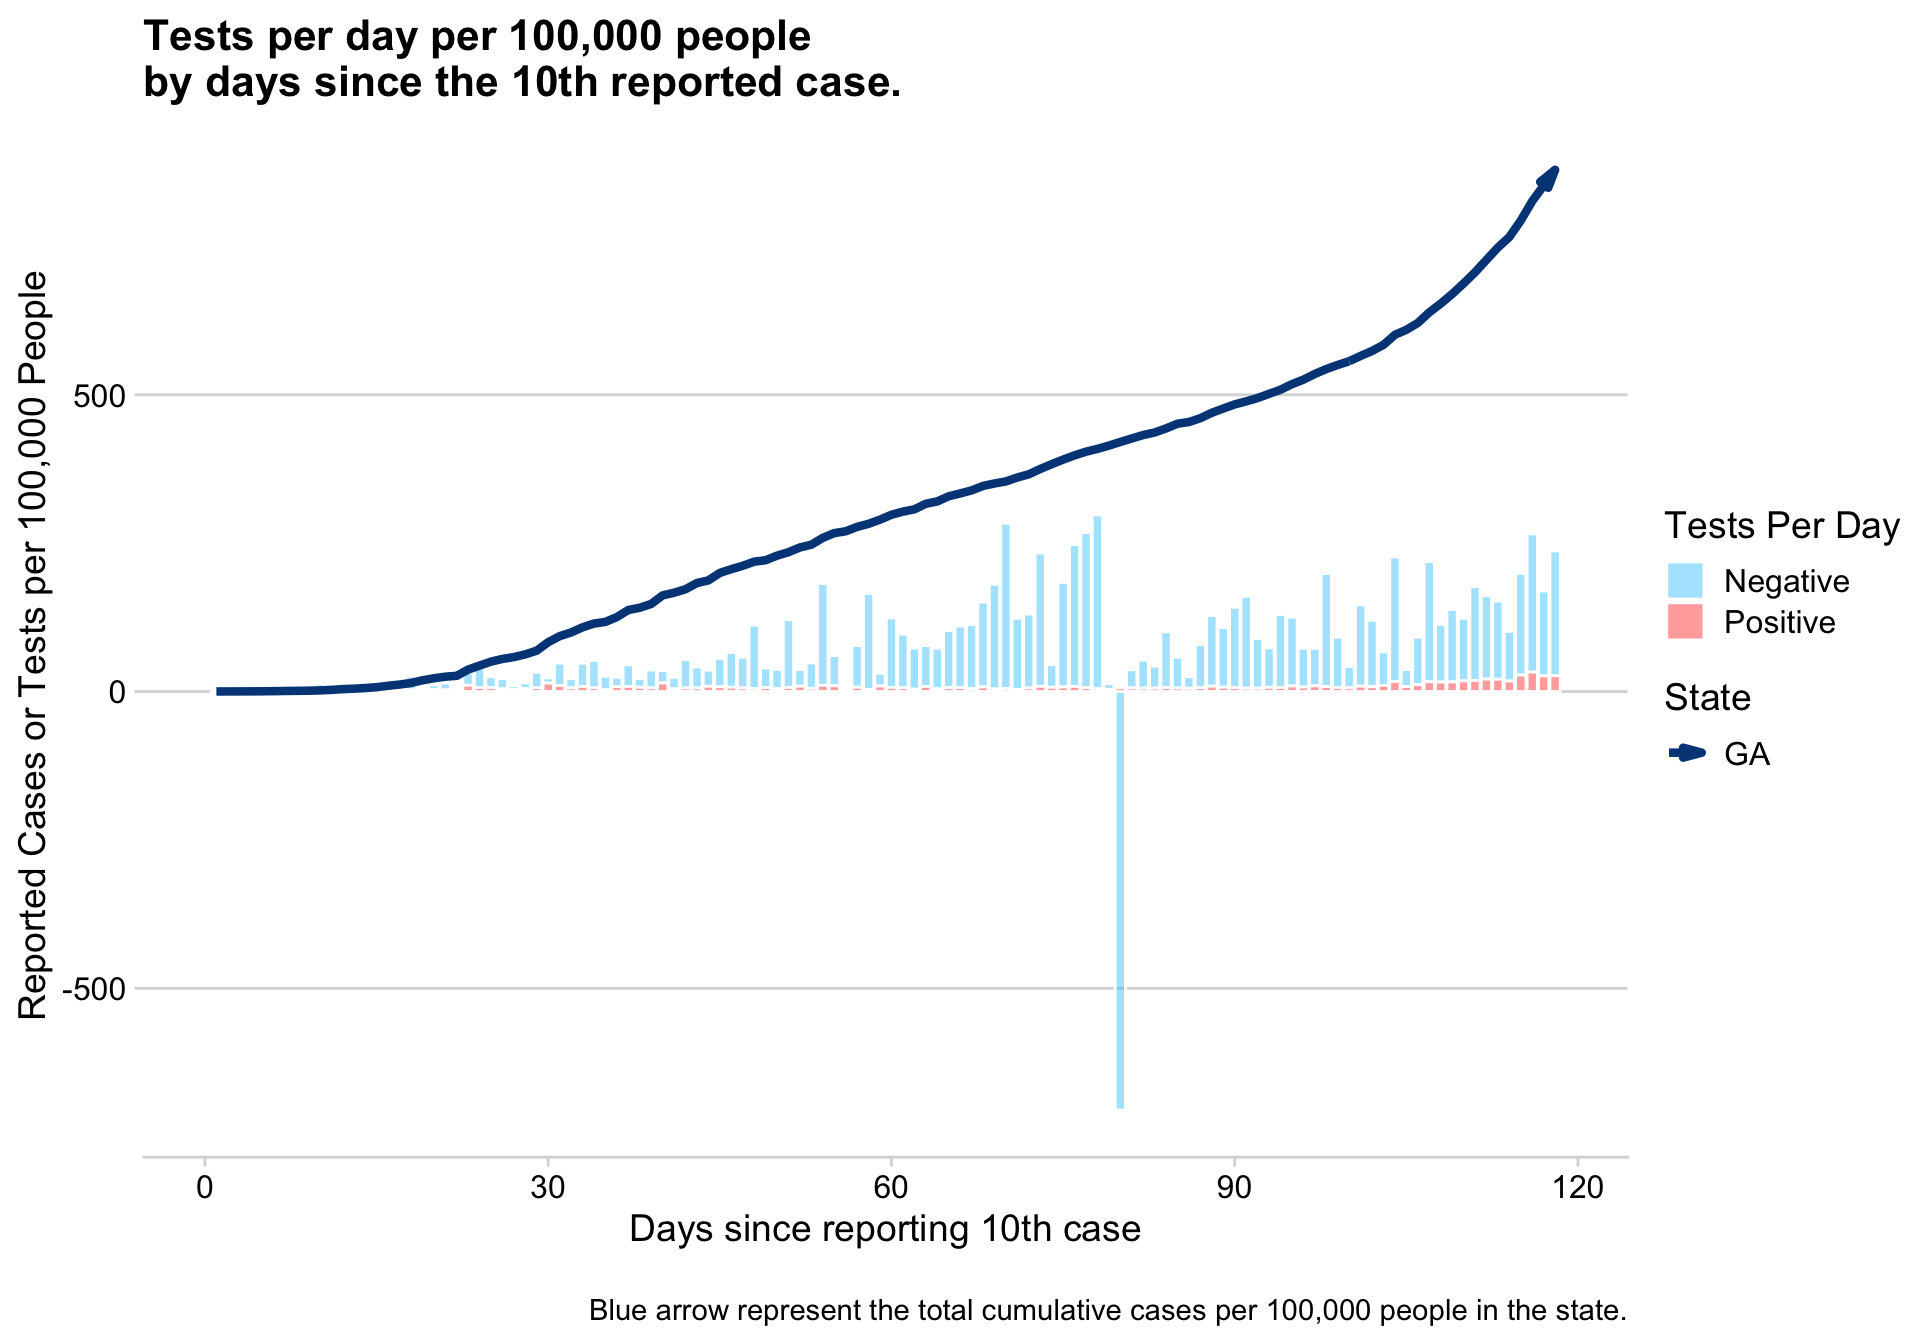 Tests per day per 100,000 people
by days since the 10th reported case.
Reported Cases or Tests per 100,000 People
500
0
-500
0
30
60
90
120
Days since reporting 10th case
Tests Per Day
Negative
Positive
State
GA
Blue arrow represent the total cumulative cases per 100,000 people in the state.